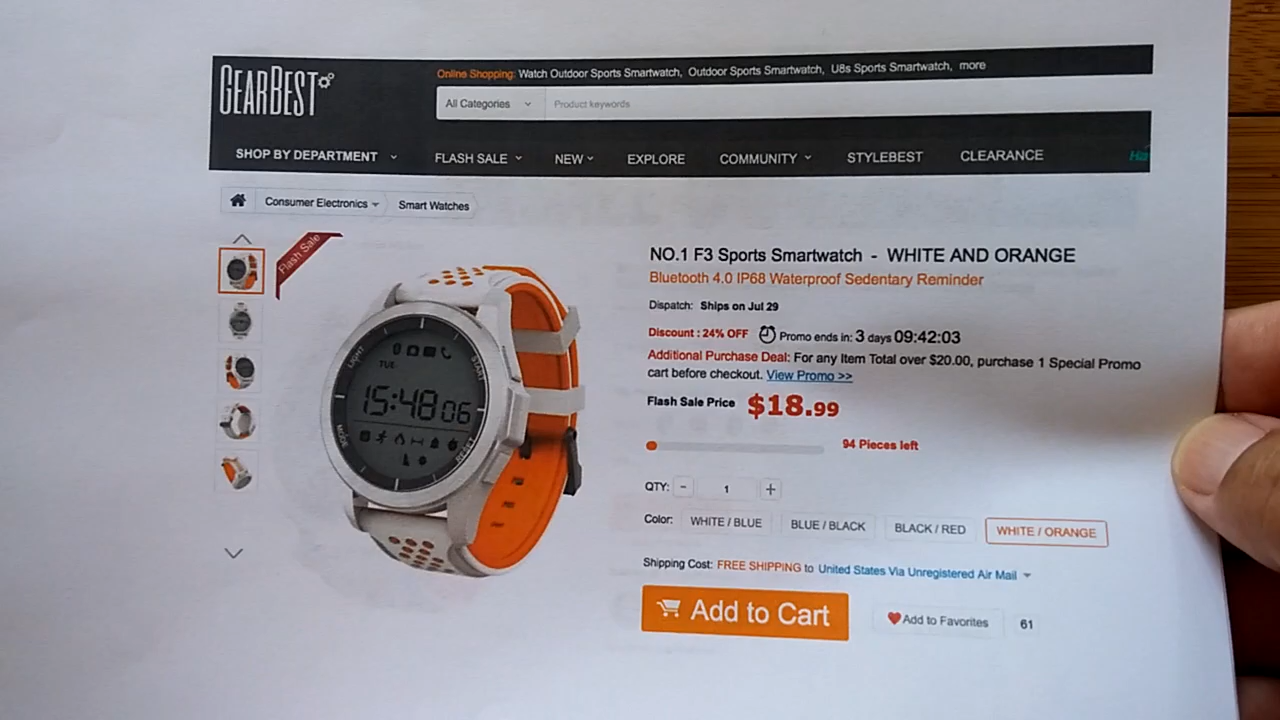 GEARBEST
Online Shopping: Watch Outdoor Sports Smartwatch, Outdoor Sports Smartwatch, U8s Sports Smartwatch, more
All Categories Product keywords
SHOP BY DEPARTMENT FLASH SALE NEW EXPLORE COMMUNITY STYLEBEST CLEARANCE
Consumer Electronics Smart Watches
Flash Sale
LIGHT
START
TUE
15:48 06
MODE
RESET
NO.1 F3 Sports Smartwatch - WHITE AND ORANGE
Bluetooth 4.0 IP68 Waterproof Sedentary Reminder
Dispatch: Ships on Jul 29
Discount : 24% OFF Promo ends in: 3 days 09:42:03
Additional Purchase Deal: For any Item Total over $20.00, purchase 1 Special Promo
cart before checkout. View Promo >>
Flash Sale Price $18.99
94 Pieces left
QTY: - 1 +
Color: WHITE / BLUE BLUE / BLACK BLACK / RED WHITE / ORANGE
Shipping Cost: FREE SHIPPING to United States Via Unregistered Air Mail
Add to Cart Add to Favorites 61